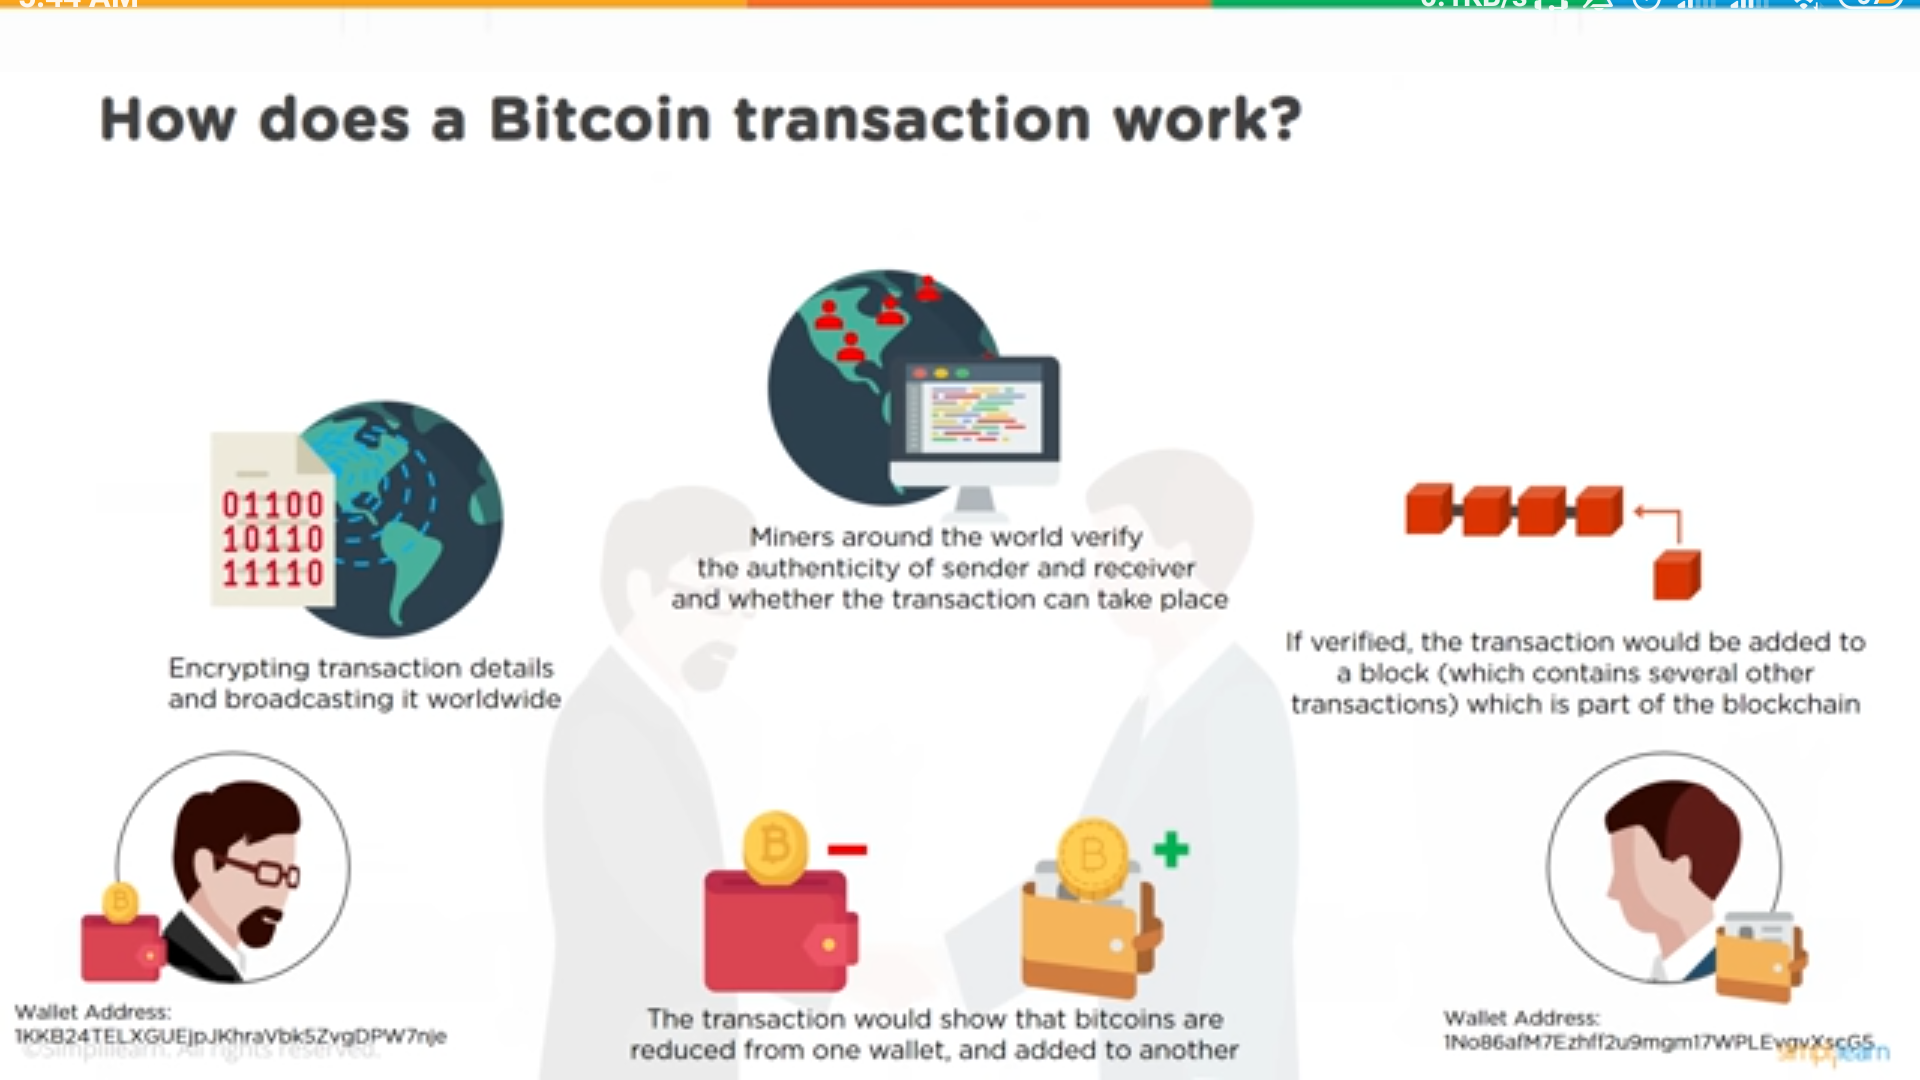 How does a Bitcoin transaction work?
01100
10110
11110
Encrypting transaction details
and broadcasting it worldwide
Miners around the world verify
the authenticity of sender and receiver
and whether the transaction can take place
If verified, the transaction would be added to
a block (which contains several other
transactions) which is part of the blockchain
Wallet Address:
1KKB24TELXGUEjpJKhraVbk5ZvgDPW7nje
©Simplilearn. All rights reserved.
The transaction would show that bitcoins are
reduced from one wallet, and added to another
Wallet Address:
simplilearn